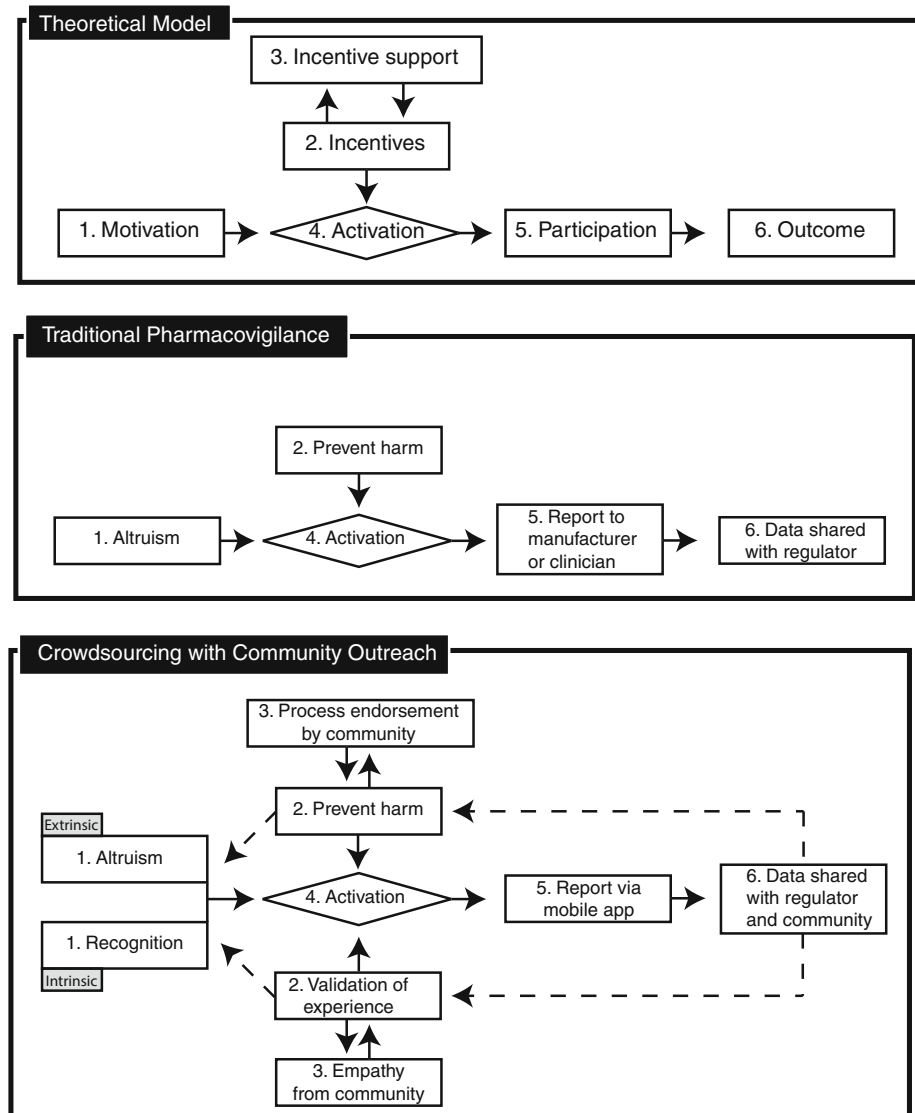 Theoretical Model
3. Incentive support
2. Incentives
1. Motivation
4. Activation
5. Participation
6. Outcome
Traditional Pharmacovigilance
2. Prevent harm
1. Altruism
4. Activation
5. Report to
manufacturer
or clinician
6. Data shared
with regulator
Crowdsourcing with Community Outreach
3. Process endorsement
by community
2. Prevent harm
Extrinsic
1. Altruism
4. Activation
5. Report via
mobile app
6. Data shared
with regulator
and community
1. Recognition
Intrinsic
2. Validation of
experience
3. Empathy
from community